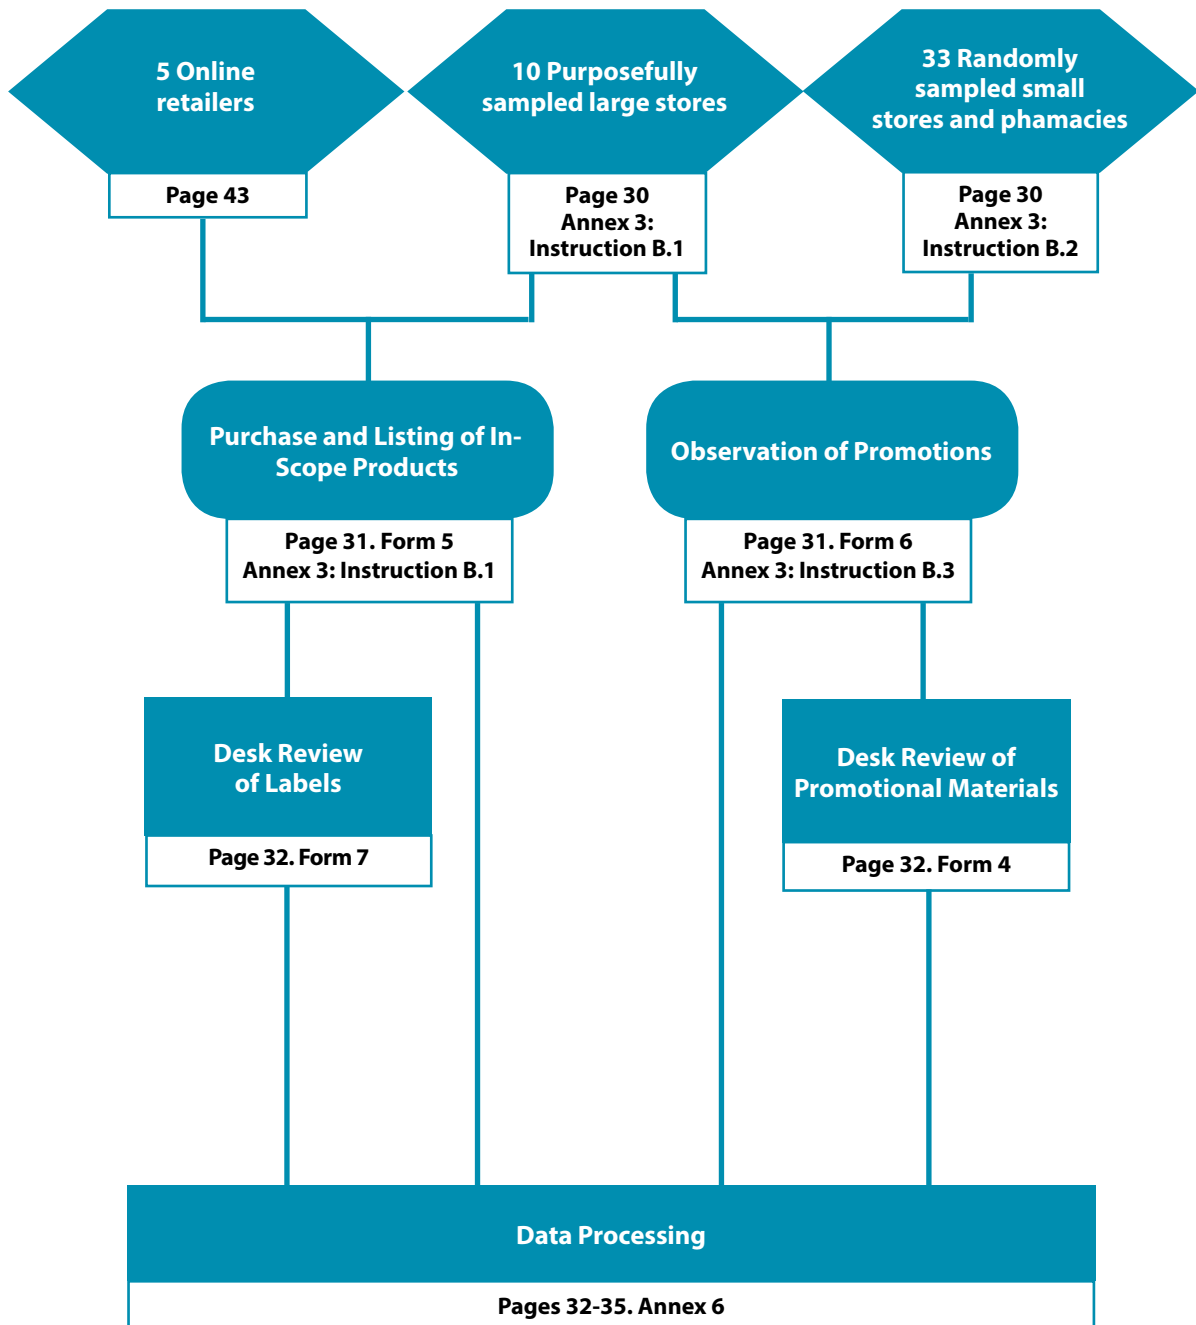 5 Online
retailers
Page 43
10 Purposefully
sampled large stores
Page 30
Annex 3:
Instruction B.1
33 Randomly
sampled small
stores and phamacies
Page 30
Annex 3:
Instruction B.2
Purchase and Listing of In-
Scope Products
Page 31. Form 5
Annex 3: Instruction B.1
Observation of Promotions
Page 31. Form 6
Annex 3: Instruction B.3
Desk Review
of Labels
Page 32. Form 7
Desk Review of
Promotional Materials
Page 32. Form 4
Data Processing
Pages 32-35. Annex 6